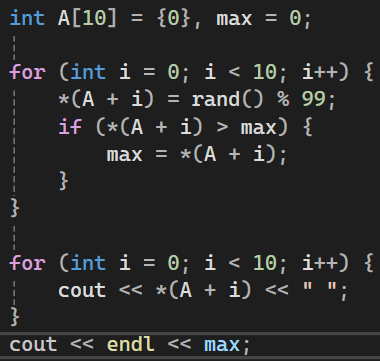 int A[10] = {0}, max = 0;
for (int i = 0; i < 10; i++) {
*(A + i) = rand() % 99;
if (*(A + i) > max) {
max = *(A + i);
}
}
for (int i = 0; i < 10; i++) {
cout << *(A + i) << " ";
}
cout << endl << max;